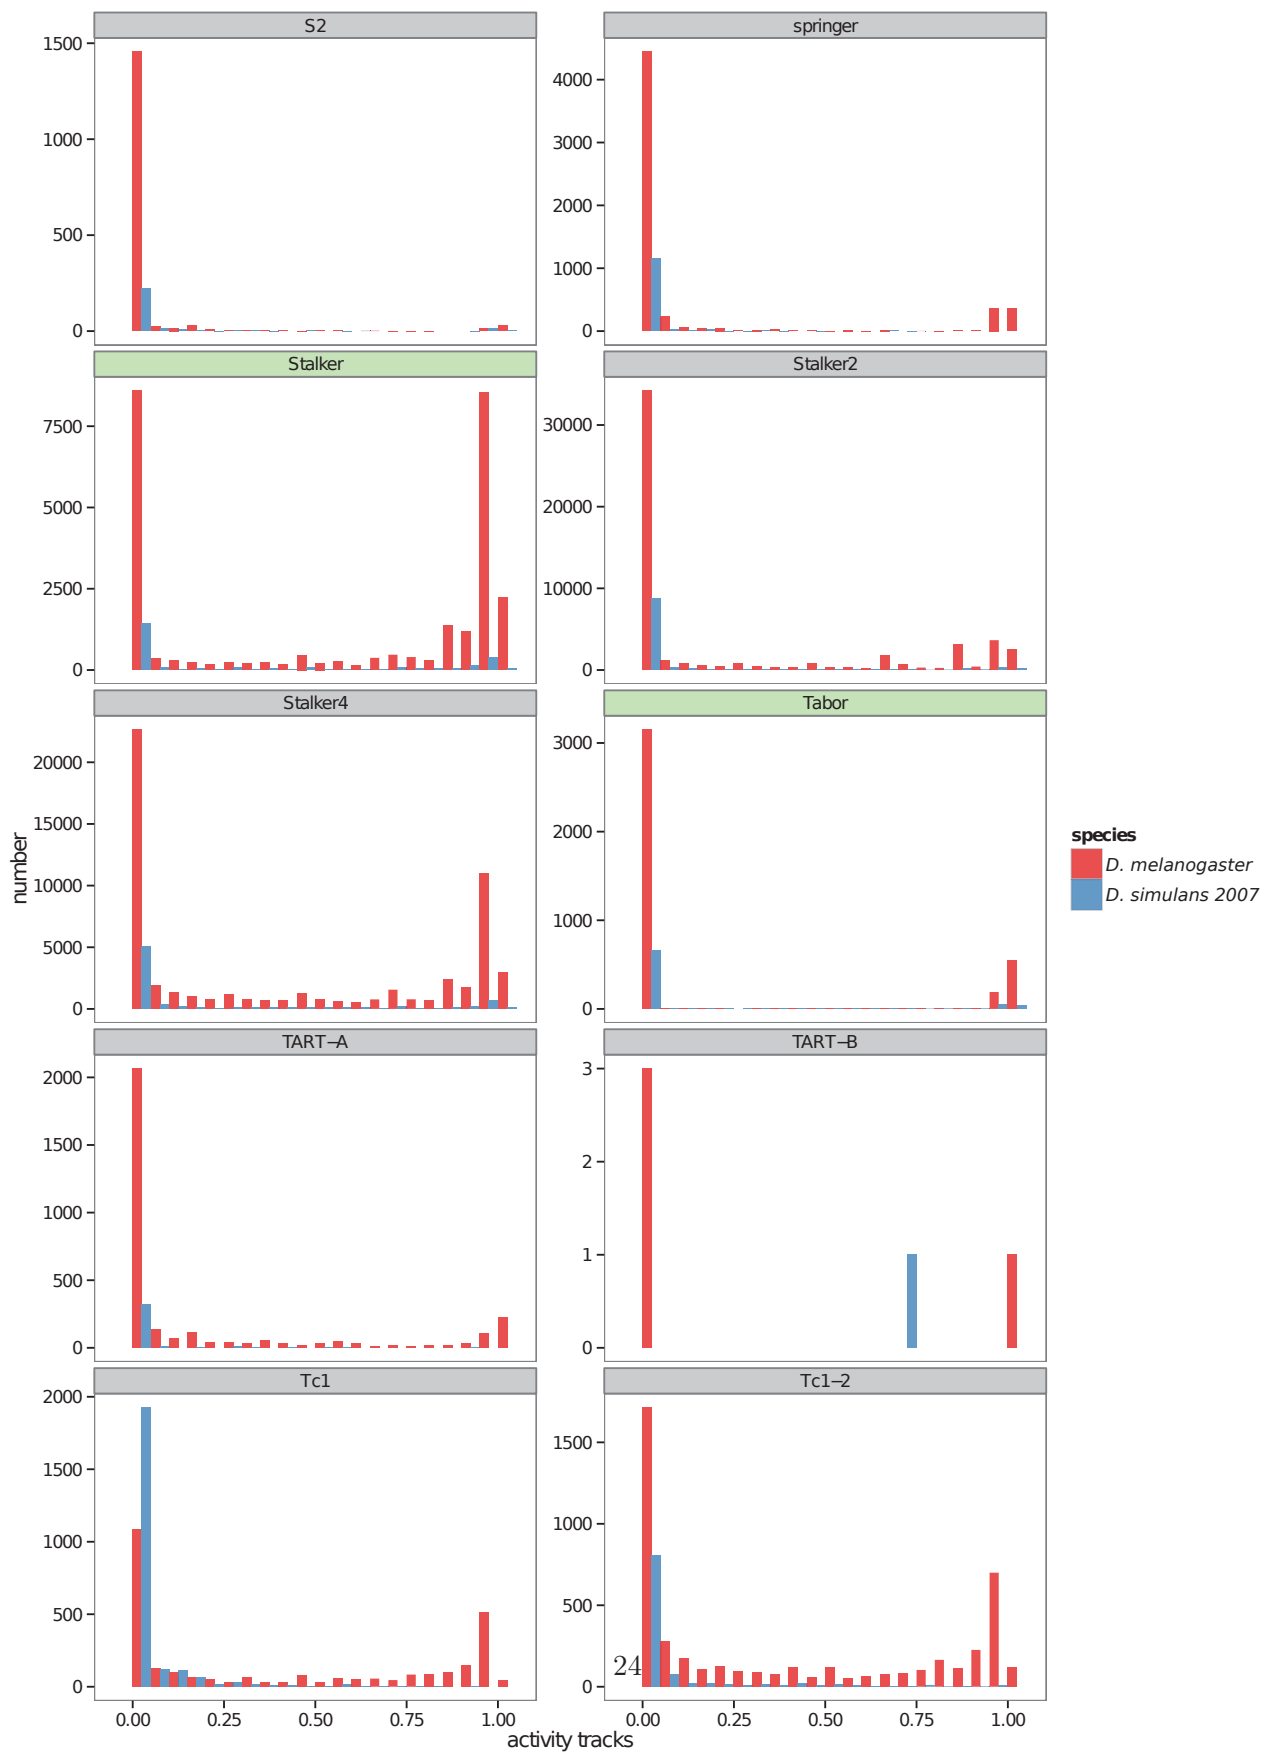 S2
springer
1500
1000
500
0
4000
3000
2000
1000
0
Stalker
Stalker2
7500
5000
2500
0
30000
20000
10000
0
Stalker4
Tabor
20000
15000
10000
5000
0
3000
2000
1000
0
number
species
D. melanogaster
D. simulans 2007
TART−A
TART−B
2000
1500
1000
500
0
3
2
1
0
Tc1
Tc1−2
2000
1500
1000
500
0
1500
1000
500
0
24
0.00 0.25 0.50 0.75 1.00
0.00 0.25 0.50 0.75 1.00
activity tracks